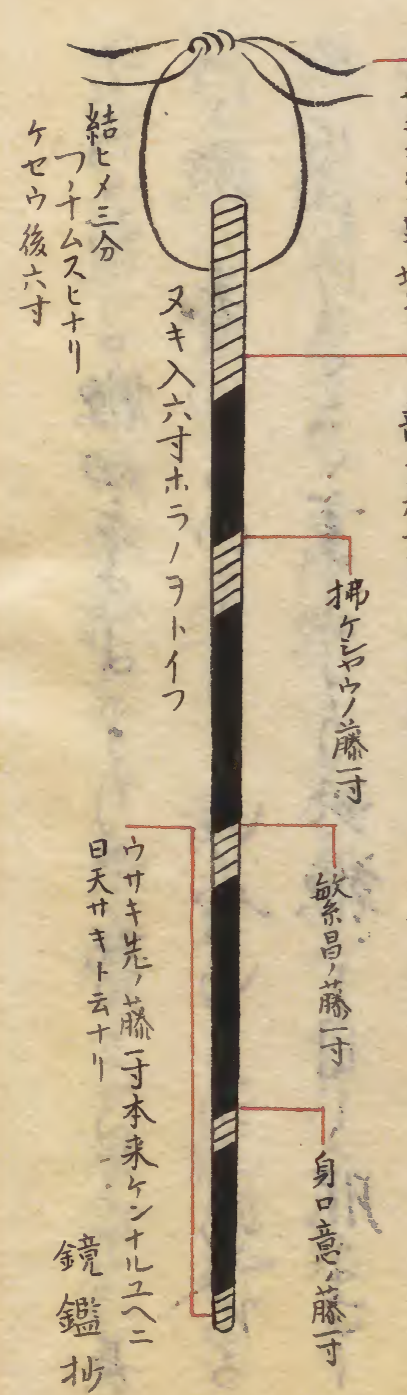 拂ケシヤウノ藤一寸
繁昌ノ藤一寸
身口意ノ藤一寸
ヌキ入六寸ホラノヲトイフ
結ヒメ三分
ツナムスヒナリ
ケセウ後六寸
ウサキ先ノ藤一寸本来ケンナルユヘニ
日天サキト云ナリ
鏡鑑抄